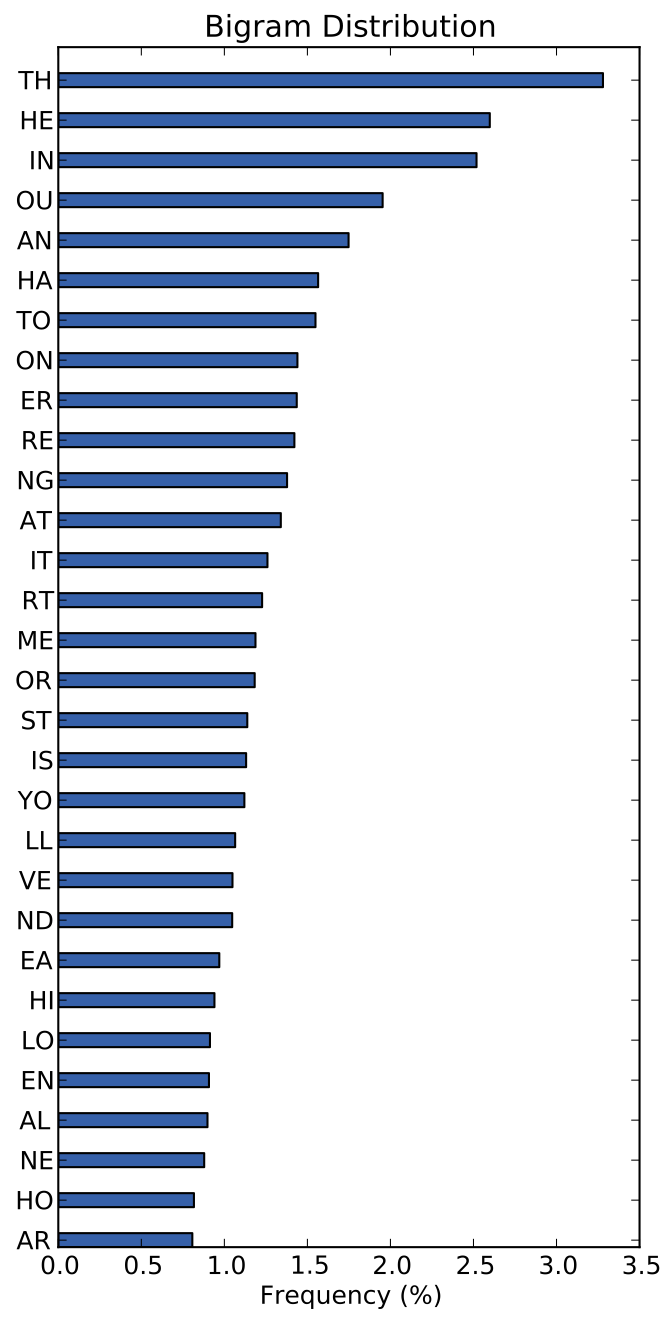 Bigram Distribution
TH
HE
IN
OU
AN
HA
TO
ON
ER
RE
NG
AT
IT
RT
ME
OR
ST
IS
YO
LL
VE
ND
EA
HI
LO
EN
AL
NE
HO
AR
0.0 0.5 1.0 1.5 2.0 2.5 3.0 3.5
Frequency (%)